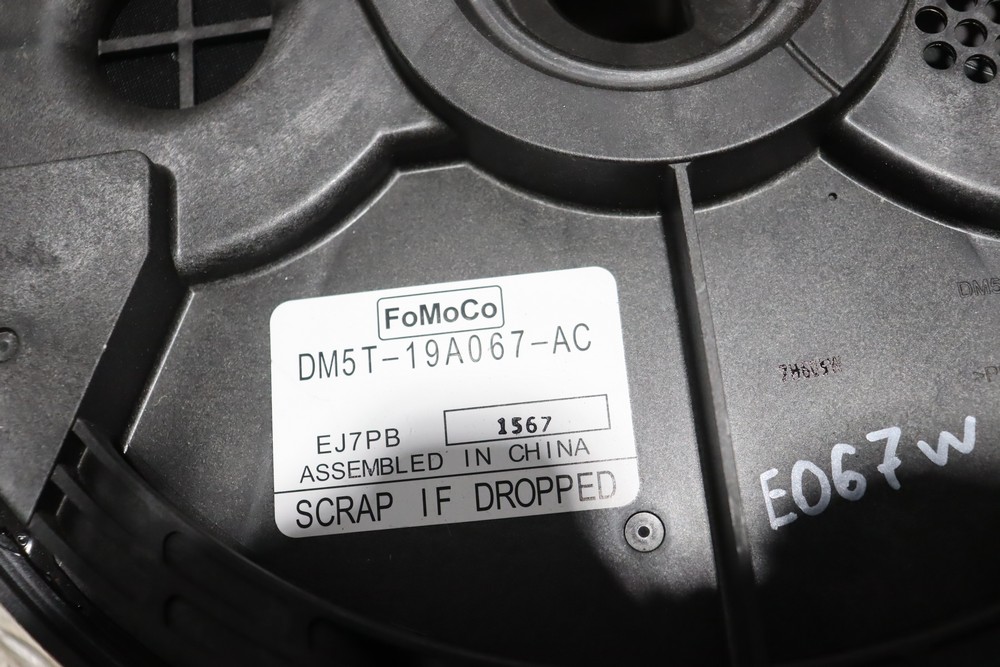 FoMoCo
DM5T-19A067-AC
EJ7PB
1567
ASSEMBLED IN CHINA
SCRAP IF DROPPED
E067W